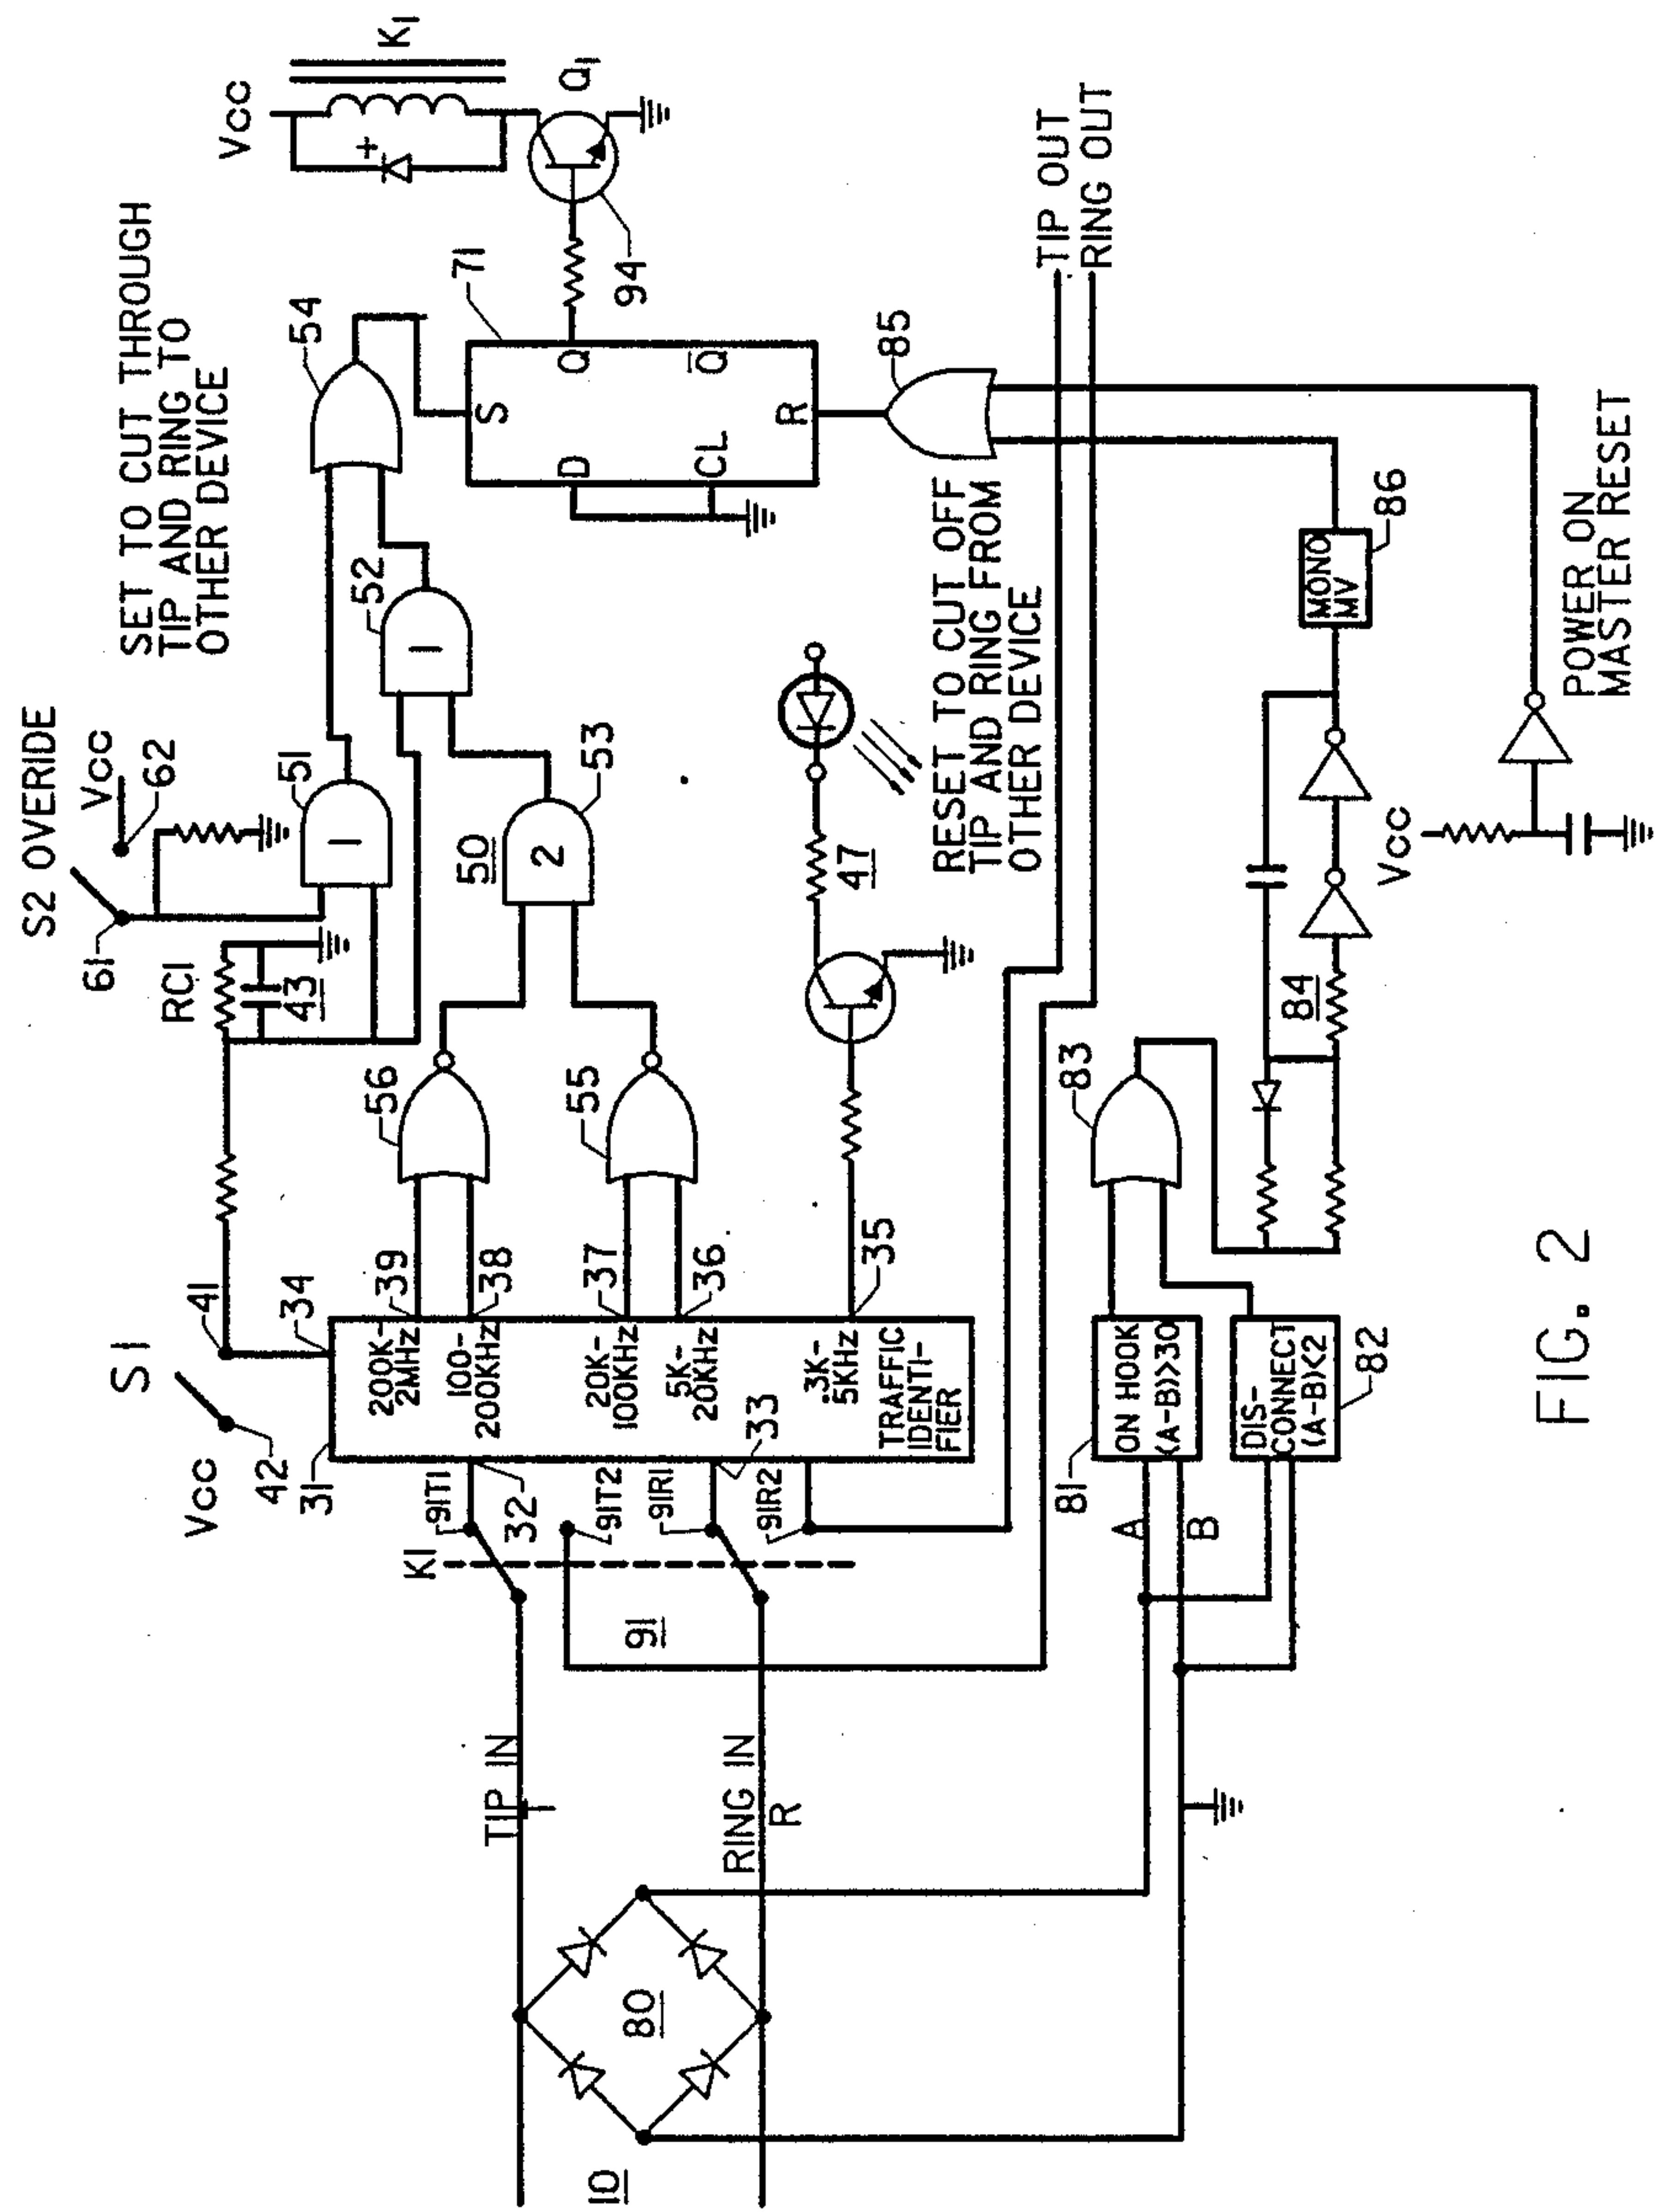 S2 OVERIDE
Vcc
61
62
SET TO CUT THROUGH
TIP AND RING TO
OTHER DEVICE
Vcc
K1
Q1
94
54
71
S
D
Q
CL
Q
R
51
1
52
1
50
53
2
RC1
43
S1
Vcc
41
42
34
31
56
55
200K-
2MHz
39
100-
200KHz
38
20K-
100KHz
37
5K-
20KHz
36
.3K-
5KHz
35
TRAFFIC
IDENTI-
FIER
47
RESET TO CUT OFF
TIP AND RING FROM
OTHER DEVICE
85
TIP OUT
RING OUT
K1
91T1
32
91T2
91R1
33
91R2
91
TIP IN
RING IN
R
80
10
A
B
81
ON HOOK
(A-B)>30
DIS-
CONNECT
(A-B)<2
82
83
84
MONO
MV
86
Vcc
POWER ON
MASTER RESET
FIG. 2